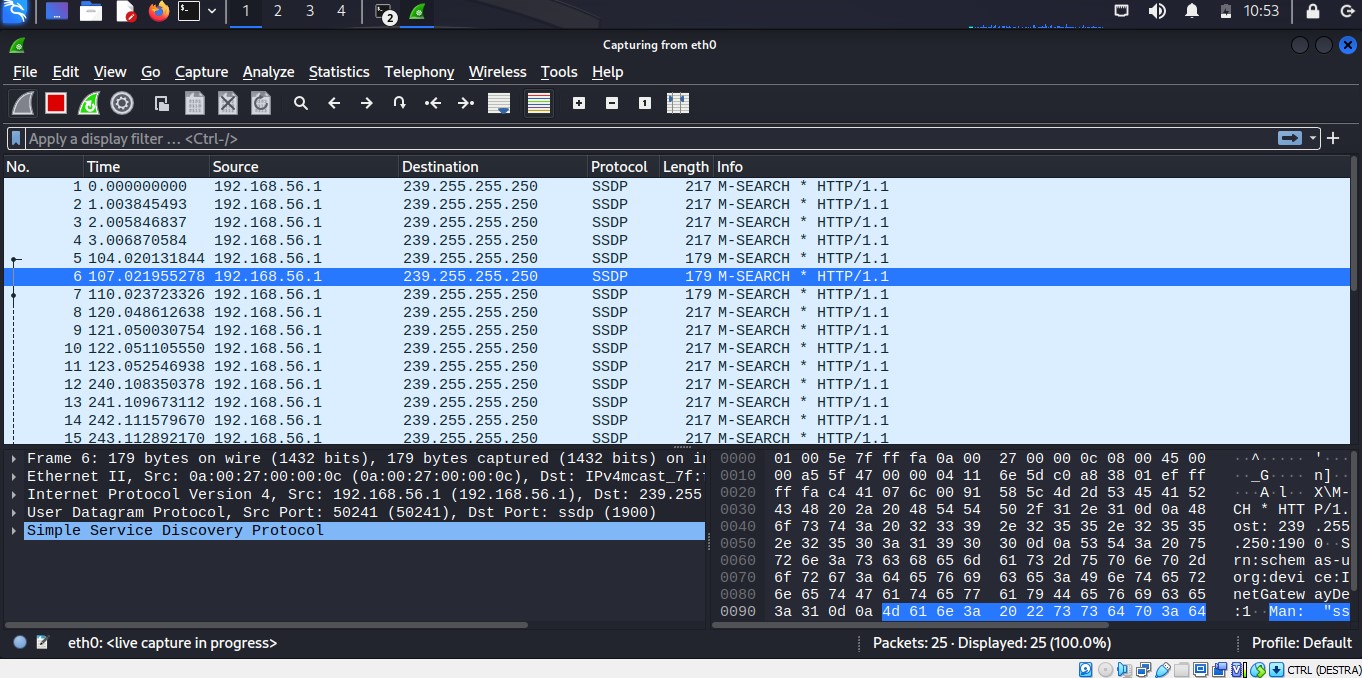 1 2 3 4 2 10:53
Capturing from eth0
File Edit View Go Capture Analyze Statistics Telephony Wireless Tools Help
Apply a display filter … <Ctrl-/>
No. Time Source Destination Protocol Length Info
1 0.000000000 192.168.56.1 239.255.255.250 SSDP 217 M-SEARCH * HTTP/1.1
2 1.003845493 192.168.56.1 239.255.255.250 SSDP 217 M-SEARCH * HTTP/1.1
3 2.005846837 192.168.56.1 239.255.255.250 SSDP 217 M-SEARCH * HTTP/1.1
4 3.006870584 192.168.56.1 239.255.255.250 SSDP 217 M-SEARCH * HTTP/1.1
5 104.020131844 192.168.56.1 239.255.255.250 SSDP 179 M-SEARCH * HTTP/1.1
6 107.021955278 192.168.56.1 239.255.255.250 SSDP 179 M-SEARCH * HTTP/1.1
7 110.023723326 192.168.56.1 239.255.255.250 SSDP 179 M-SEARCH * HTTP/1.1
8 120.048612638 192.168.56.1 239.255.255.250 SSDP 217 M-SEARCH * HTTP/1.1
9 121.050030754 192.168.56.1 239.255.255.250 SSDP 217 M-SEARCH * HTTP/1.1
10 122.051105550 192.168.56.1 239.255.255.250 SSDP 217 M-SEARCH * HTTP/1.1
11 123.052546938 192.168.56.1 239.255.255.250 SSDP 217 M-SEARCH * HTTP/1.1
12 240.108350378 192.168.56.1 239.255.255.250 SSDP 217 M-SEARCH * HTTP/1.1
13 241.109673112 192.168.56.1 239.255.255.250 SSDP 217 M-SEARCH * HTTP/1.1
14 242.111579670 192.168.56.1 239.255.255.250 SSDP 217 M-SEARCH * HTTP/1.1
15 243.112892170 192.168.56.1 239.255.255.250 SSDP 217 M-SEARCH * HTTP/1.1
Frame 6: 179 bytes on wire (1432 bits), 179 bytes captured (1432 bits) on in
Ethernet II, Src: 0a:00:27:00:00:0c (0a:00:27:00:00:0c), Dst: IPv4mcast_7f:
Internet Protocol Version 4, Src: 192.168.56.1 (192.168.56.1), Dst: 239.255
User Datagram Protocol, Src Port: 50241 (50241), Dst Port: ssdp (1900)
Simple Service Discovery Protocol
0000 01 00 5e 7f ff fa 0a 00 27 00 00 0c 08 00 45 00 ··^····· '···
0010 00 a5 5f 47 00 00 04 11 6e 5d c0 a8 38 01 ef ff ··_G···· n]··
0020 ff fa c4 41 07 6c 00 91 58 5c 4d 2d 53 45 41 52 ···A·l·· X\M-
0030 43 48 20 2a 20 48 54 54 50 2f 31 2e 31 0d 0a 48 CH * HTT P/1.
0040 6f 73 74 3a 20 32 33 39 2e 32 35 35 2e 32 35 35 ost: 239 .255
0050 2e 32 35 30 3a 31 39 30 30 0d 0a 53 54 3a 20 75 .250:190 0··S
0060 72 6e 3a 73 63 68 65 6d 61 73 2d 75 70 6e 70 2d rn:schem as-u
0070 6f 72 67 3a 64 65 76 69 63 65 3a 49 6e 74 65 72 org:devi ce:I
0080 6e 65 74 47 61 74 65 77 61 79 44 65 76 69 63 65 netGatew ayDe
0090 3a 31 0d 0a 4d 61 6e 3a 20 22 73 73 64 70 3a 64 :1··Man: "ss
eth0: <live capture in progress> Packets: 25 · Displayed: 25 (100.0%) Profile: Default
CTRL (DESTRA)